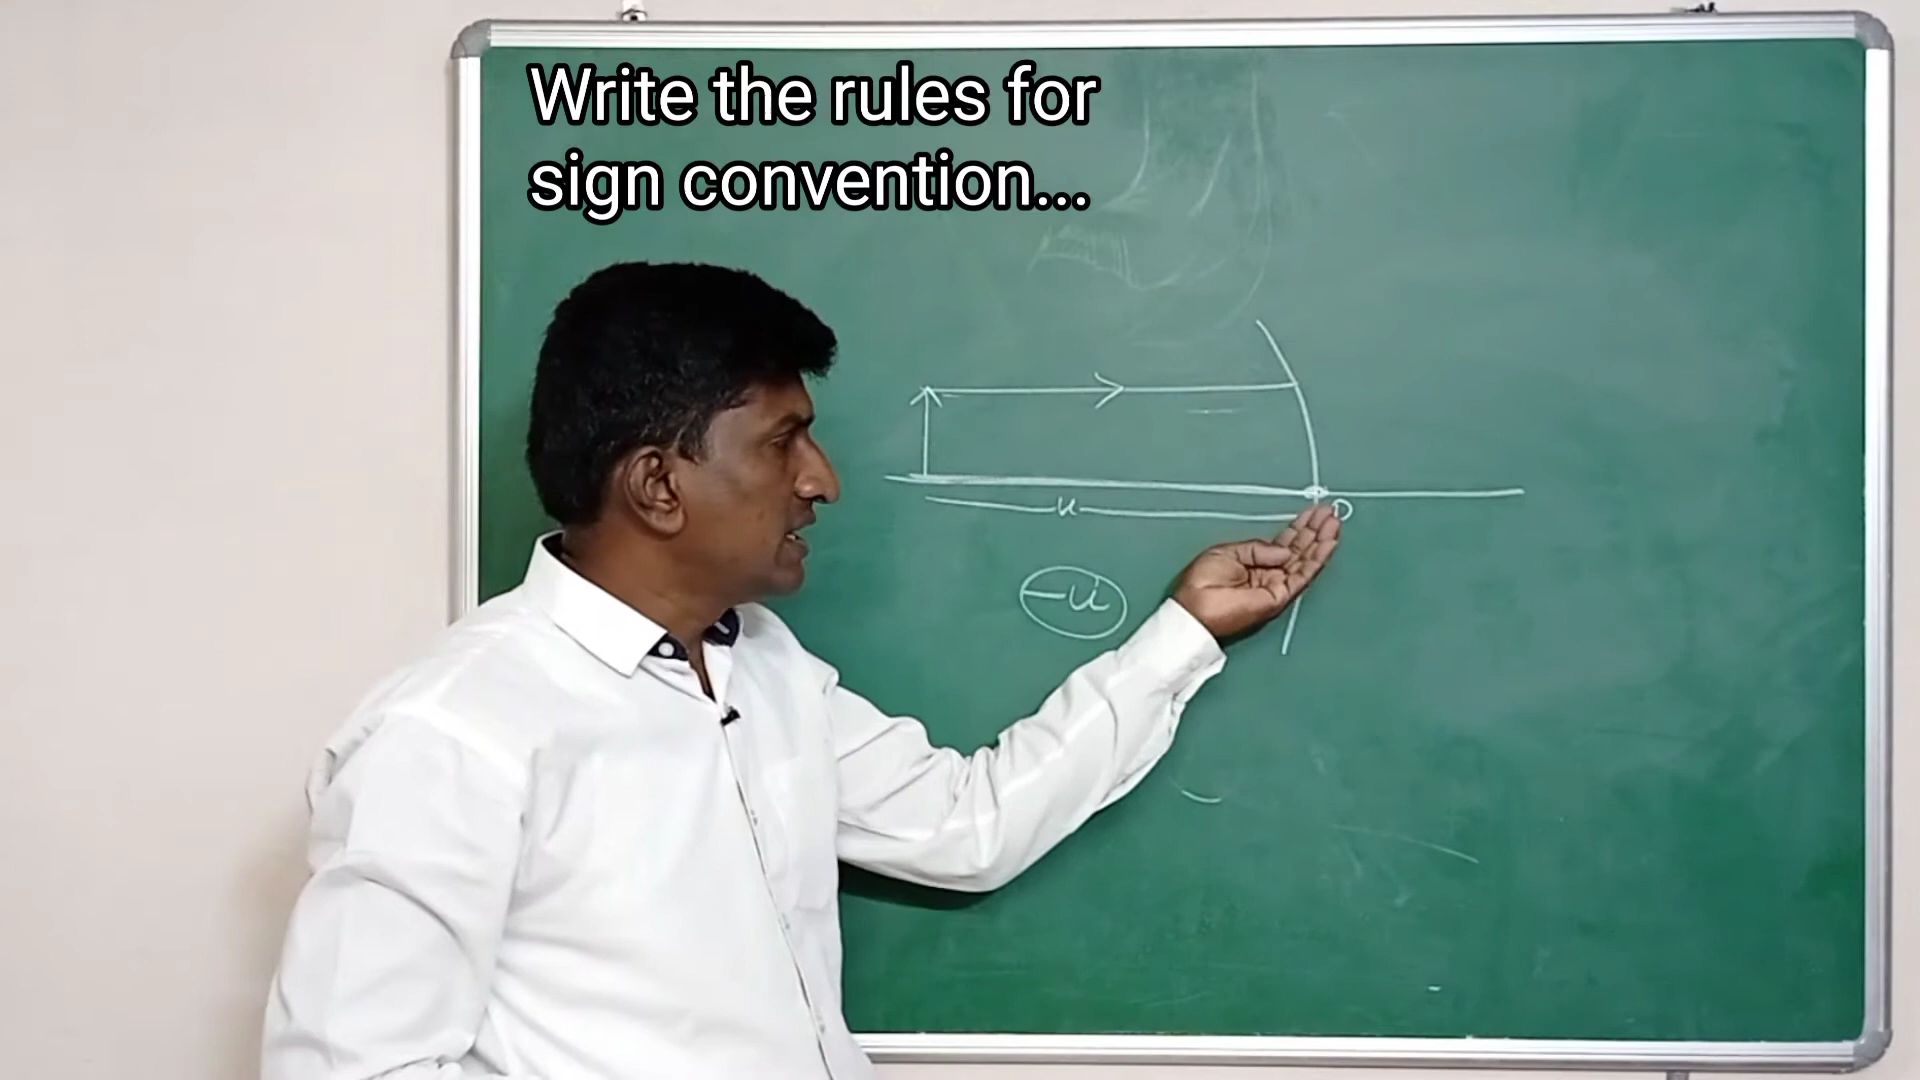 Write the rules for
sign convention...
u
P
-u